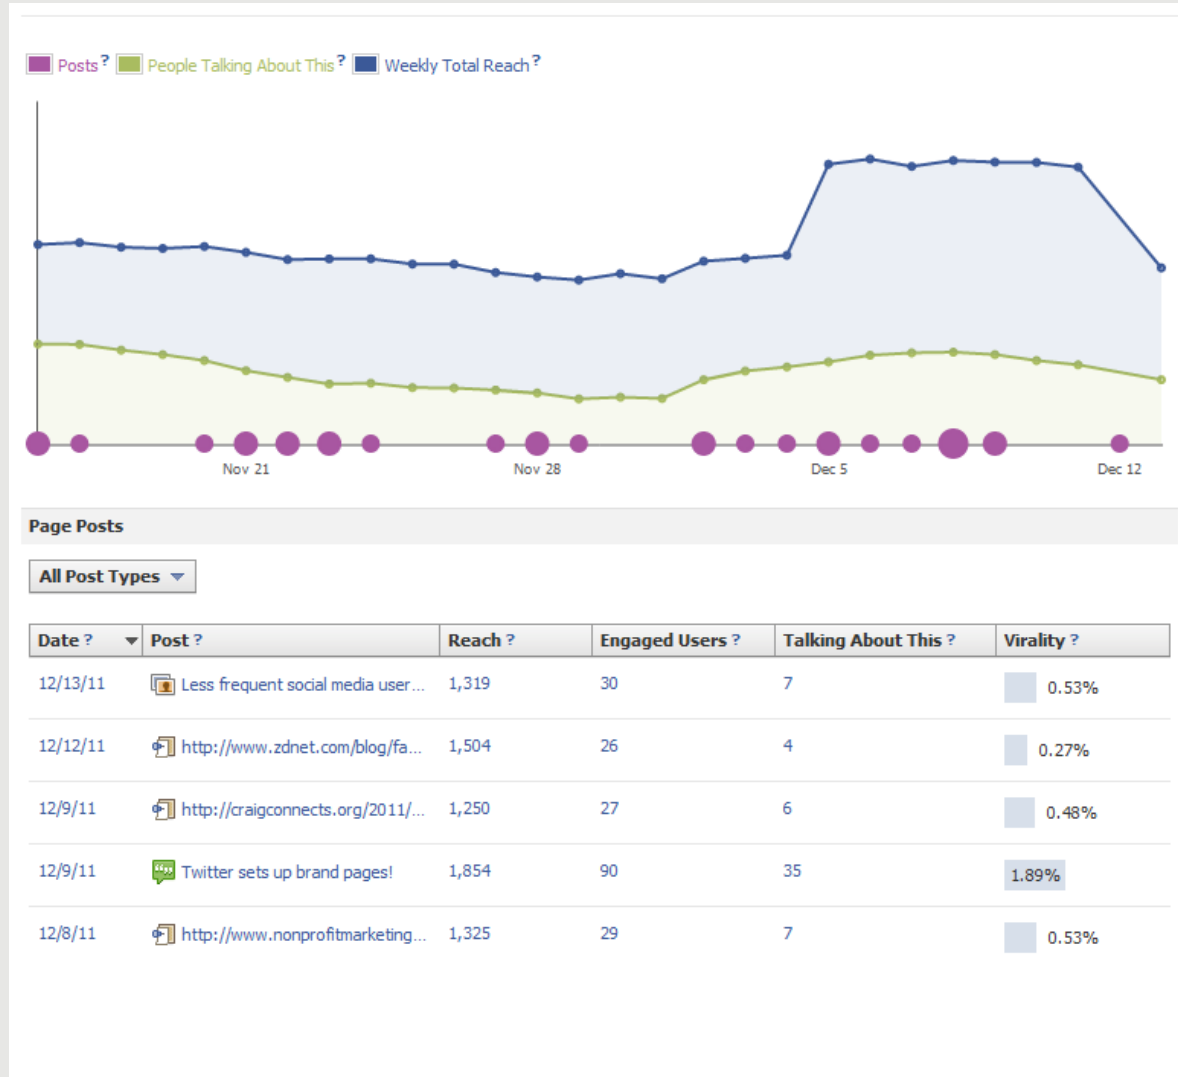 Posts? People Talking About This? Weekly Total Reach?
Nov 21 Nov 28 Dec 5 Dec 12
Page Posts
All Post Types
Date ? Post ? Reach ? Engaged Users ? Talking About This ? Virality ?
12/13/11 Less frequent social media user... 1,319 30 7 0.53%
12/12/11 http://www.zdnet.com/blog/fa... 1,504 26 4 0.27%
12/9/11 http://craigconnects.org/2011/... 1,250 27 6 0.48%
12/9/11 Twitter sets up brand pages! 1,854 90 35 1.89%
12/8/11 http://www.nonprofitmarketing... 1,325 29 7 0.53%